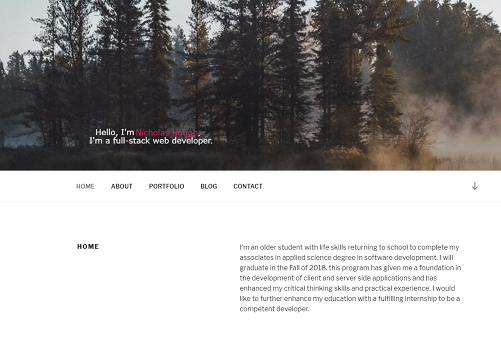 Hello, I'm Nicholas
I'm a full-stack web developer.
HOME ABOUT PORTFOLIO BLOG CONTACT
HOME
I'm an older student with life skills returning to school to complete my
associates in applied science degree in software development. I will
graduate in the Fall of 2018. this program has given me a foundation in
the development of client and server side applications and has
enhanced my critical thinking skills and practical experience. I would
like to further enhance my education with a fulfilling internship to be a
competent developer.